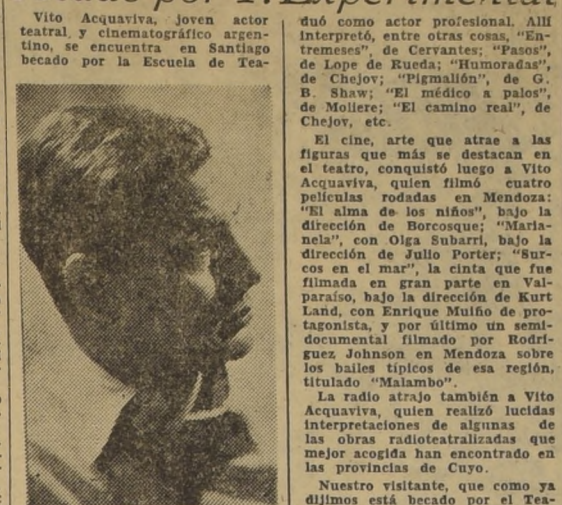 por T. Experimental
Vito Acquaviva, joven actor
teatral y cinematográfico argen-
tino, se encuentra en Santiago
becado por la Escuela de Tea-
duó como actor profesional. Allí
interpretó, entre otras cosas, "En-
tremeses", de Cervantes; "Pasos",
de Lope de Rueda; "Humoradas",
de Chejov; "Pigmalión", de G.
B. Shaw; "El médico a palos",
de Moliere; "El camino real", de
Chejov, etc.
El cine, arte que atrae a las
figuras que más se destacan en
el teatro, conquistó luego a Vito
Acquaviva, quien filmó cuatro
películas rodadas en Mendoza:
"El alma de los niños", bajo la
dirección de Borcosque; "Maria-
nela", con Olga Subarri, bajo la
dirección de Julio Porter; "Sur-
cos en el mar", la cinta que fue
filmada en gran parte en Val-
paraíso, bajo la dirección de Kurt
Land, con Enrique Muiño de pro-
tagonista, y por último un semi-
documental filmado por Rodrí-
guez Johnson en Mendoza sobre
los bailes típicos de esa región,
titulado "Malambo".
La radio atrajo también a Vito
Acquaviva, quien realizó lucidas
interpretaciones de algunas de
las obras radioteatralizadas que
mejor acogida han encontrado en
las provincias de Cuyo.
Nuestro visitante, que como ya
dijimos está becado por el Tea-